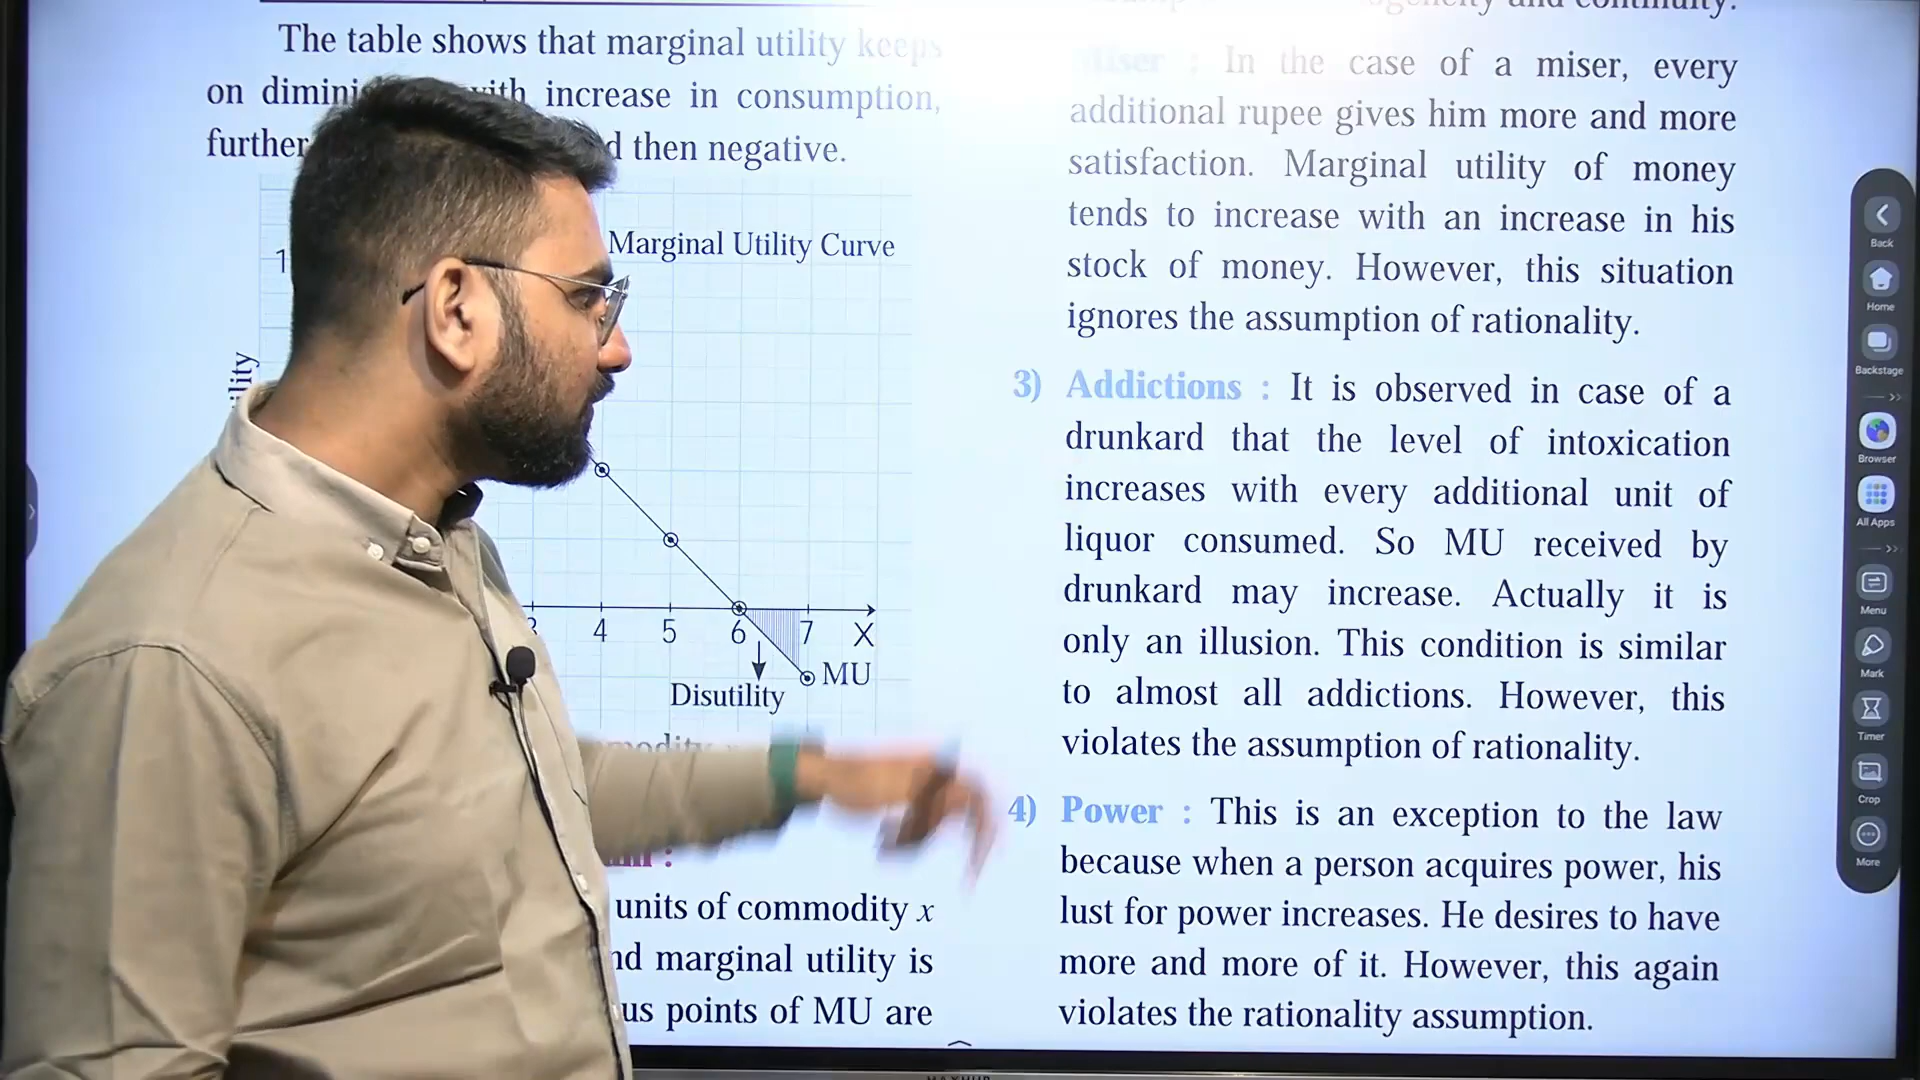 The table shows that marginal utility keeps
on with increase in consumption,
further then negative.
Marginal Utility Curve
4 5 6 7 X
MU
Disutility
units of commodity x
marginal utility is
points of MU are
and continuity.
Miser : In the case of a miser, every
additional rupee gives him more and more
satisfaction. Marginal utility of money
tends to increase with an increase in his
stock of money. However, this situation
ignores the assumption of rationality.
3) Addictions : It is observed in case of a
drunkard that the level of intoxication
increases with every additional unit of
liquor consumed. So MU received by
drunkard may increase. Actually it is
only an illusion. This condition is similar
to almost all addictions. However, this
violates the assumption of rationality.
4) Power : This is an exception to the law
because when a person acquires power, his
lust for power increases. He desires to have
more and more of it. However, this again
violates the rationality assumption.
Back
Home
Backstage
Browser
All Apps
Menu
Mark
Timer
Crop
More